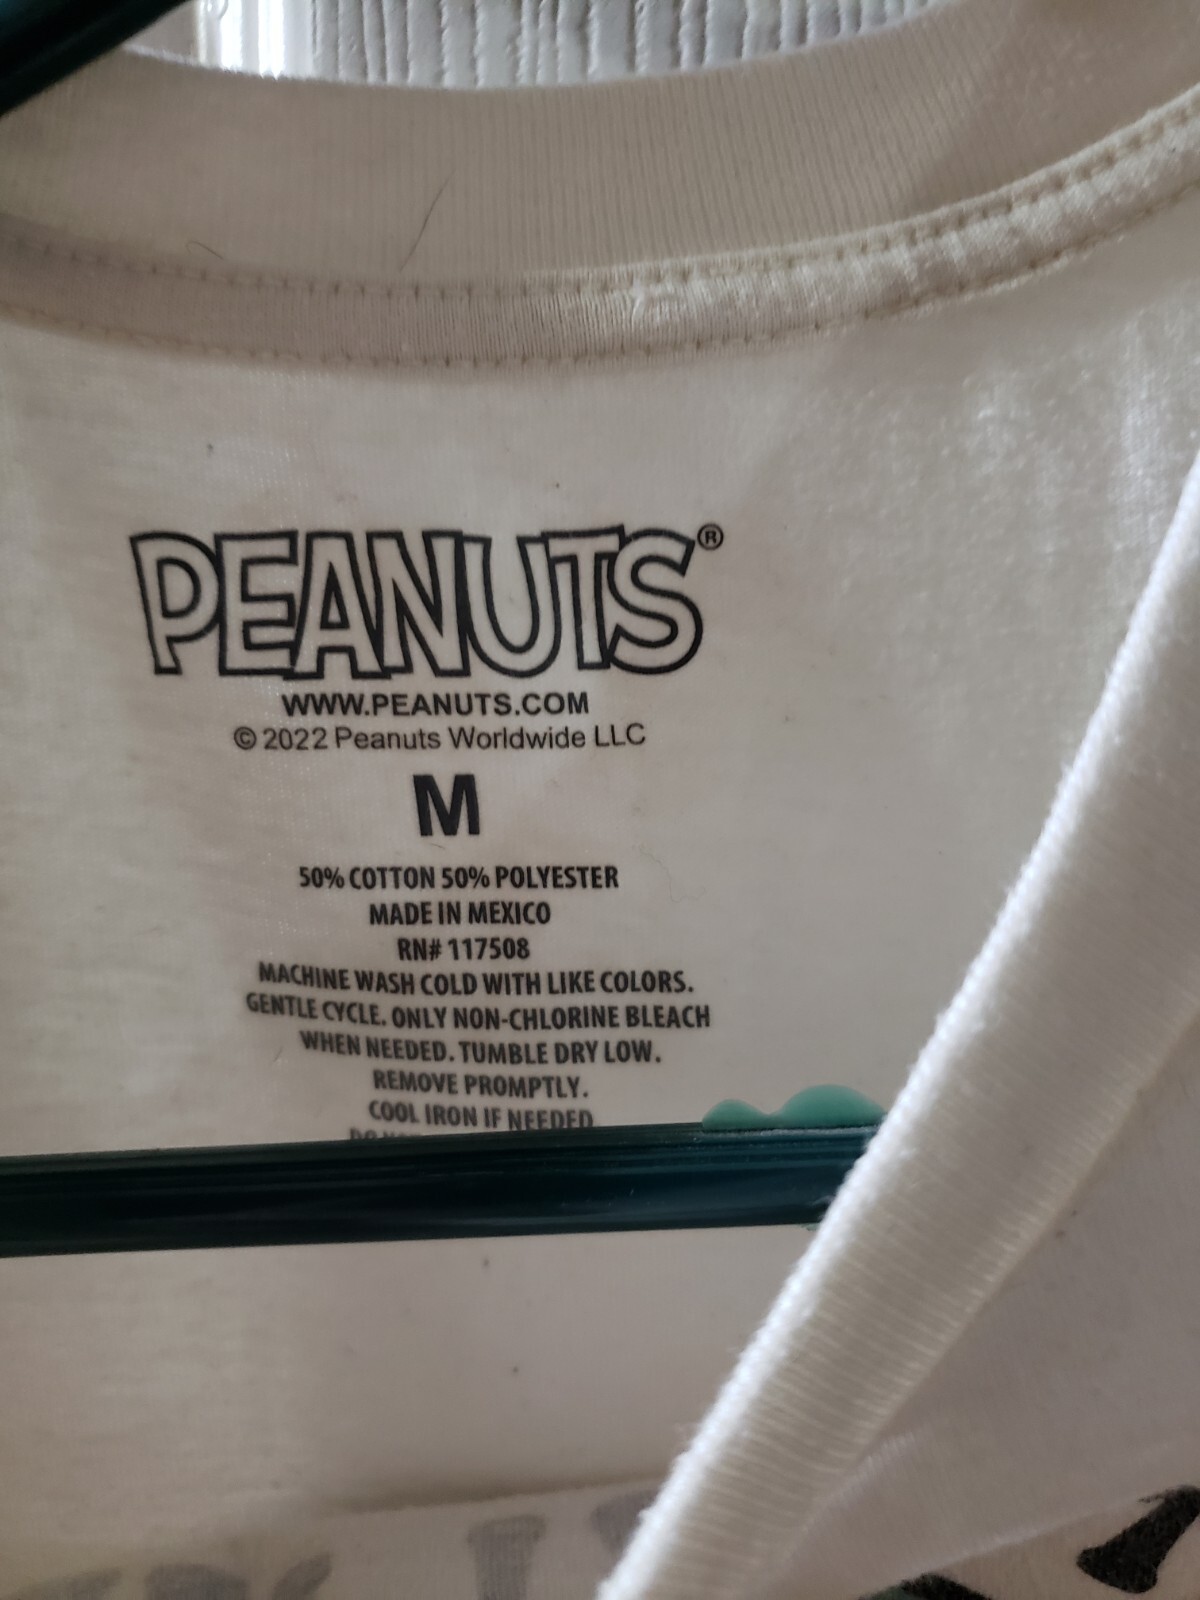 PEANUTS®
WWW.PEANUTS.COM
© 2022 Peanuts Worldwide LLC
M
50% COTTON 50% POLYESTER
MADE IN MEXICO
RN# 117508
MACHINE WASH COLD WITH LIKE COLORS.
GENTLE CYCLE. ONLY NON-CHLORINE BLEACH
WHEN NEEDED. TUMBLE DRY LOW.
REMOVE PROMPTLY.
COOL IRON IF NEEDED